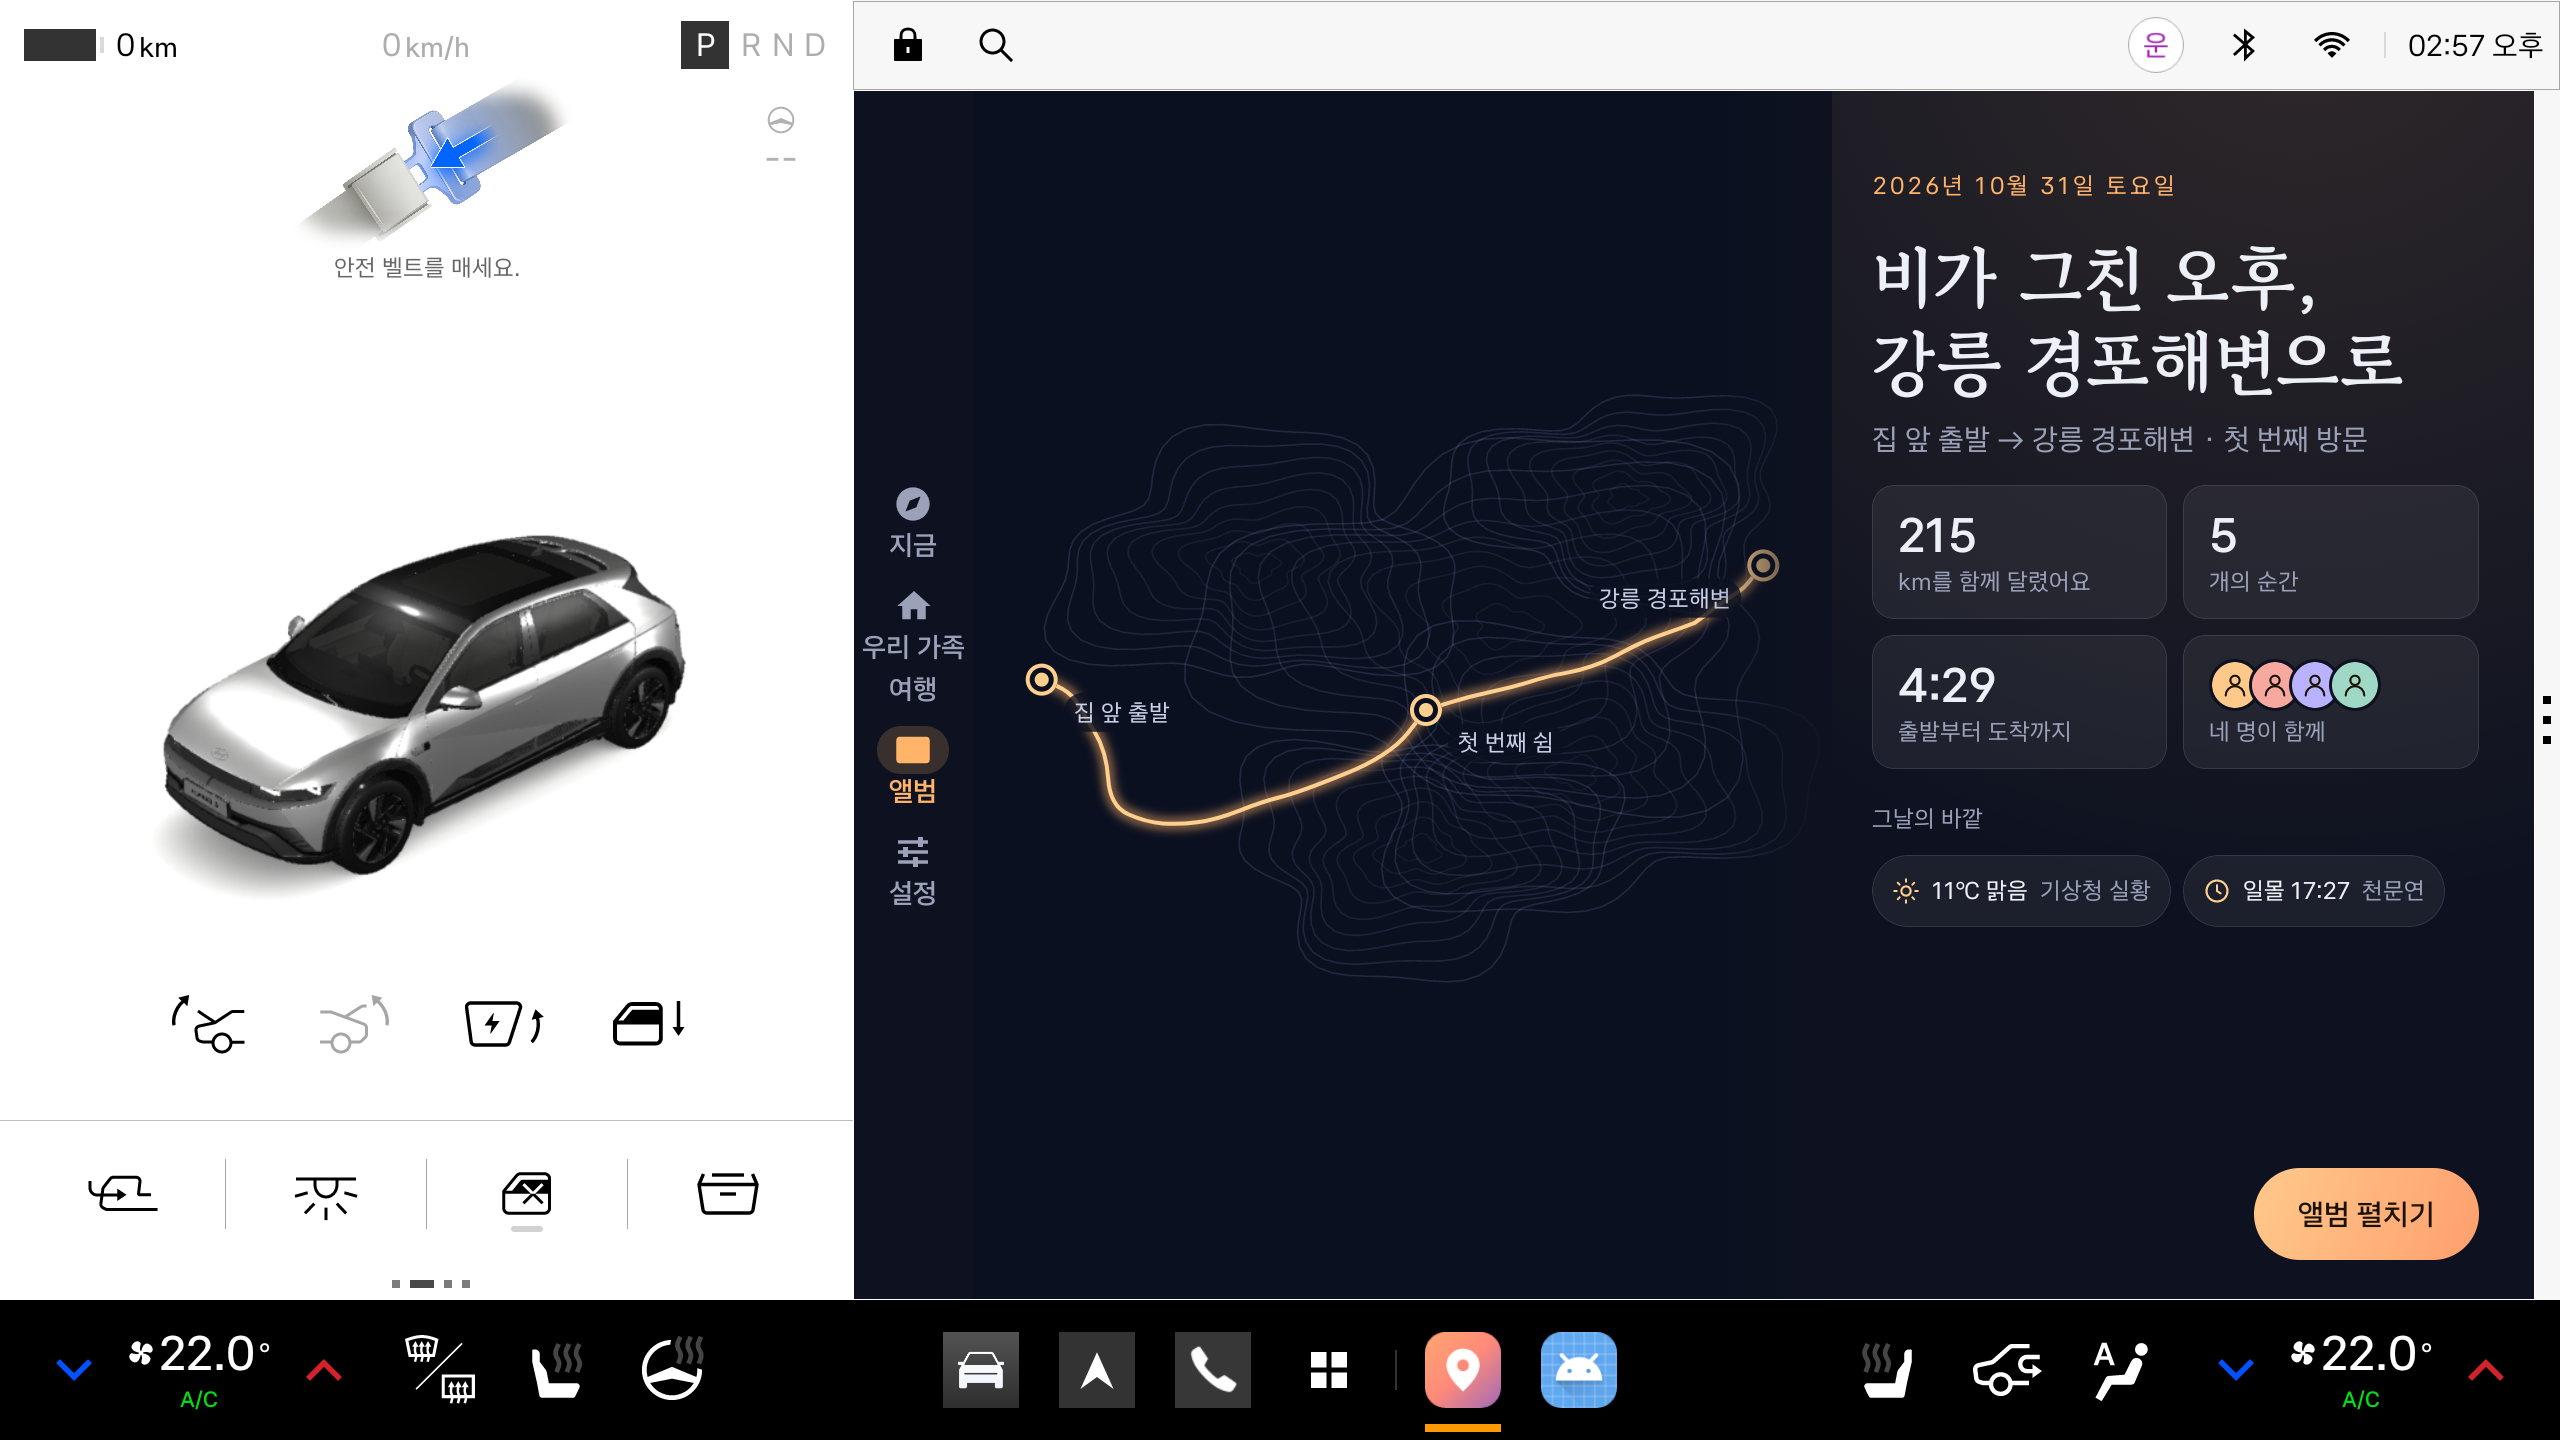 0 km
0 km/h
P R N D
안전 벨트를 매세요.
운
02:57 오후
지금
우리 가족
여행
앨범
설정
집 앞 출발
첫 번째 쉼
강릉 경포해변
2026년 10월 31일 토요일
비가 그친 오후,
강릉 경포해변으로
집 앞 출발 → 강릉 경포해변 · 첫 번째 방문
215
km를 함께 달렸어요
5
개의 순간
4:29
출발부터 도착까지
네 명이 함께
그날의 바깥
11°C 맑음 기상청 실황
일몰 17:27 천문연
앨범 펼치기
22.0°
A/C
A
22.0°
A/C